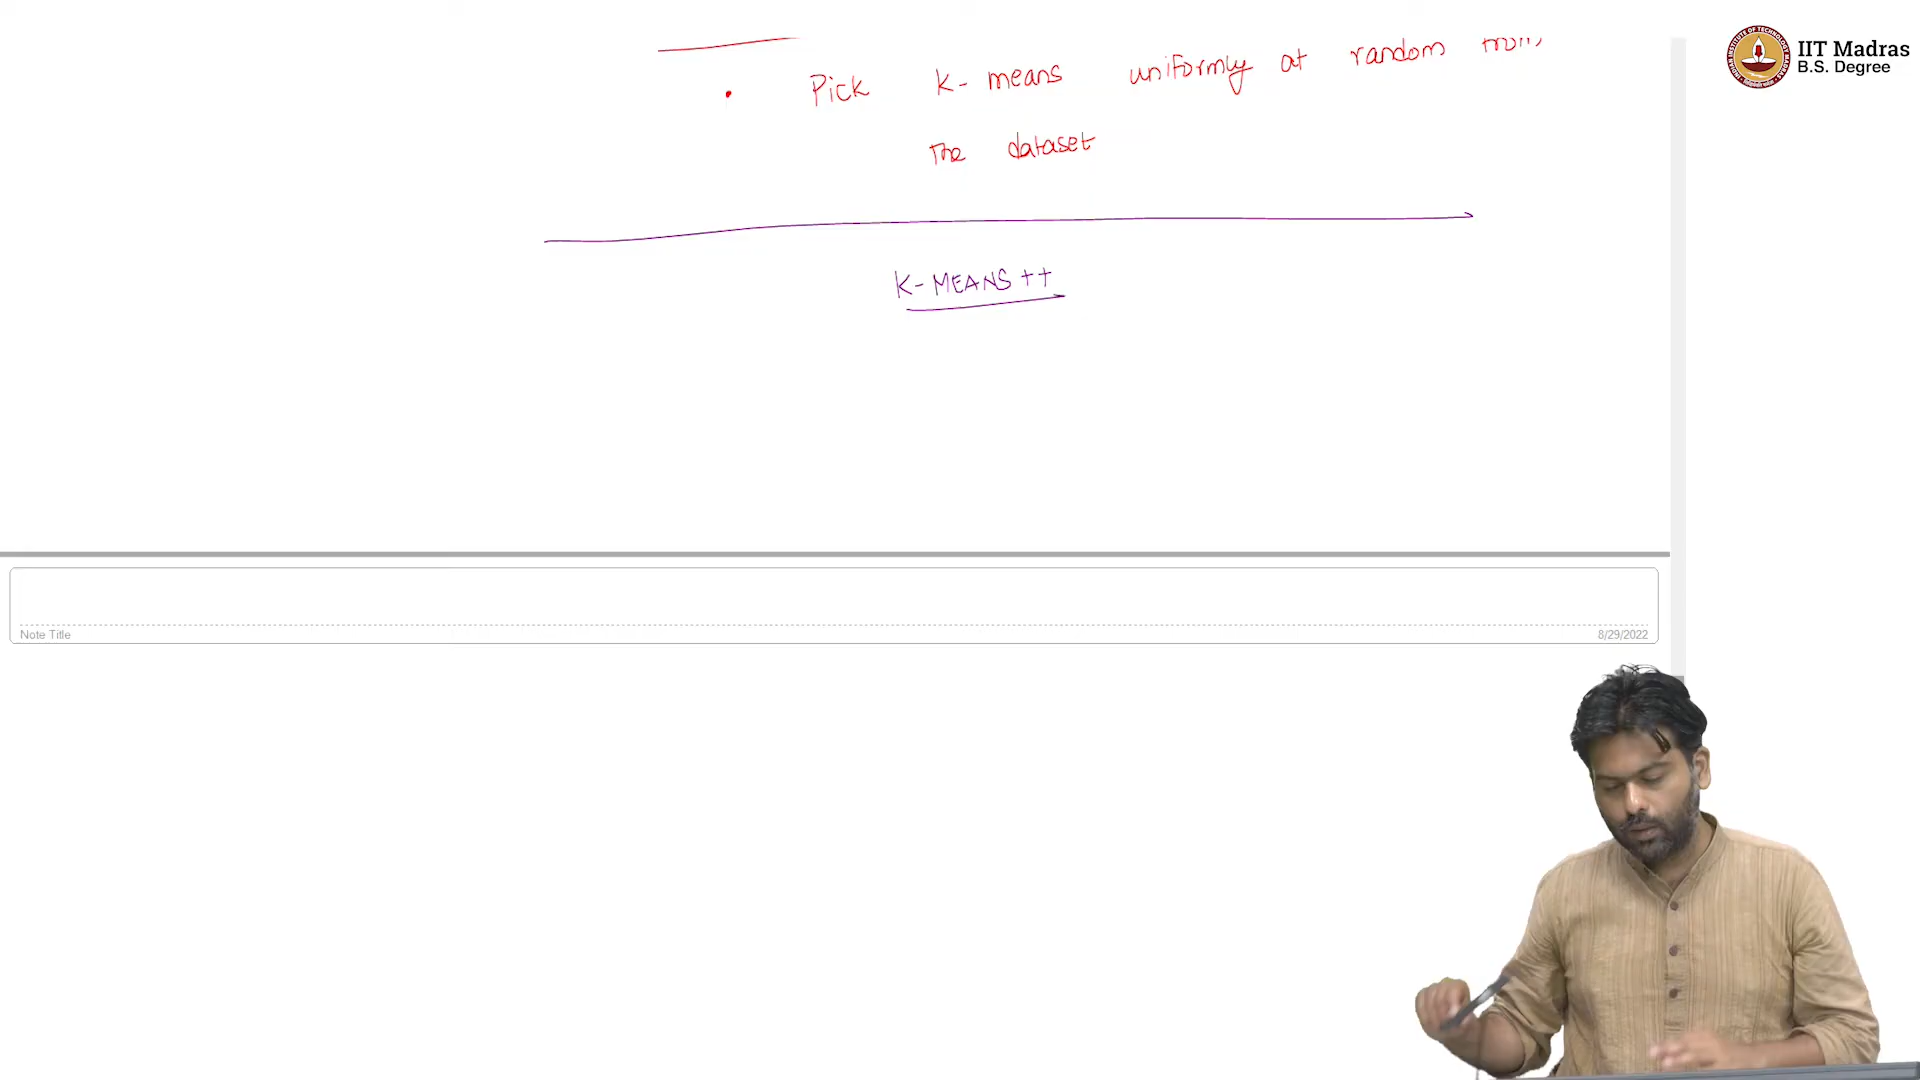 • Pick K-means uniformly at random
the dataset
K-MEANS++
Note Title
8/29/2022
IIT Madras
B.S. Degree